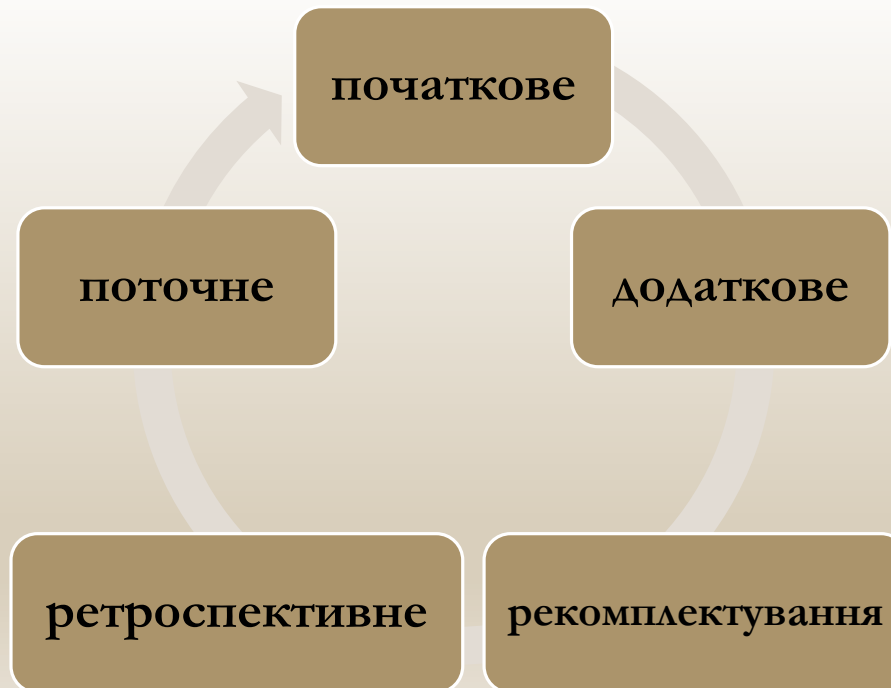 початкове
додаткове
рекомплектування
ретроспективне
поточне